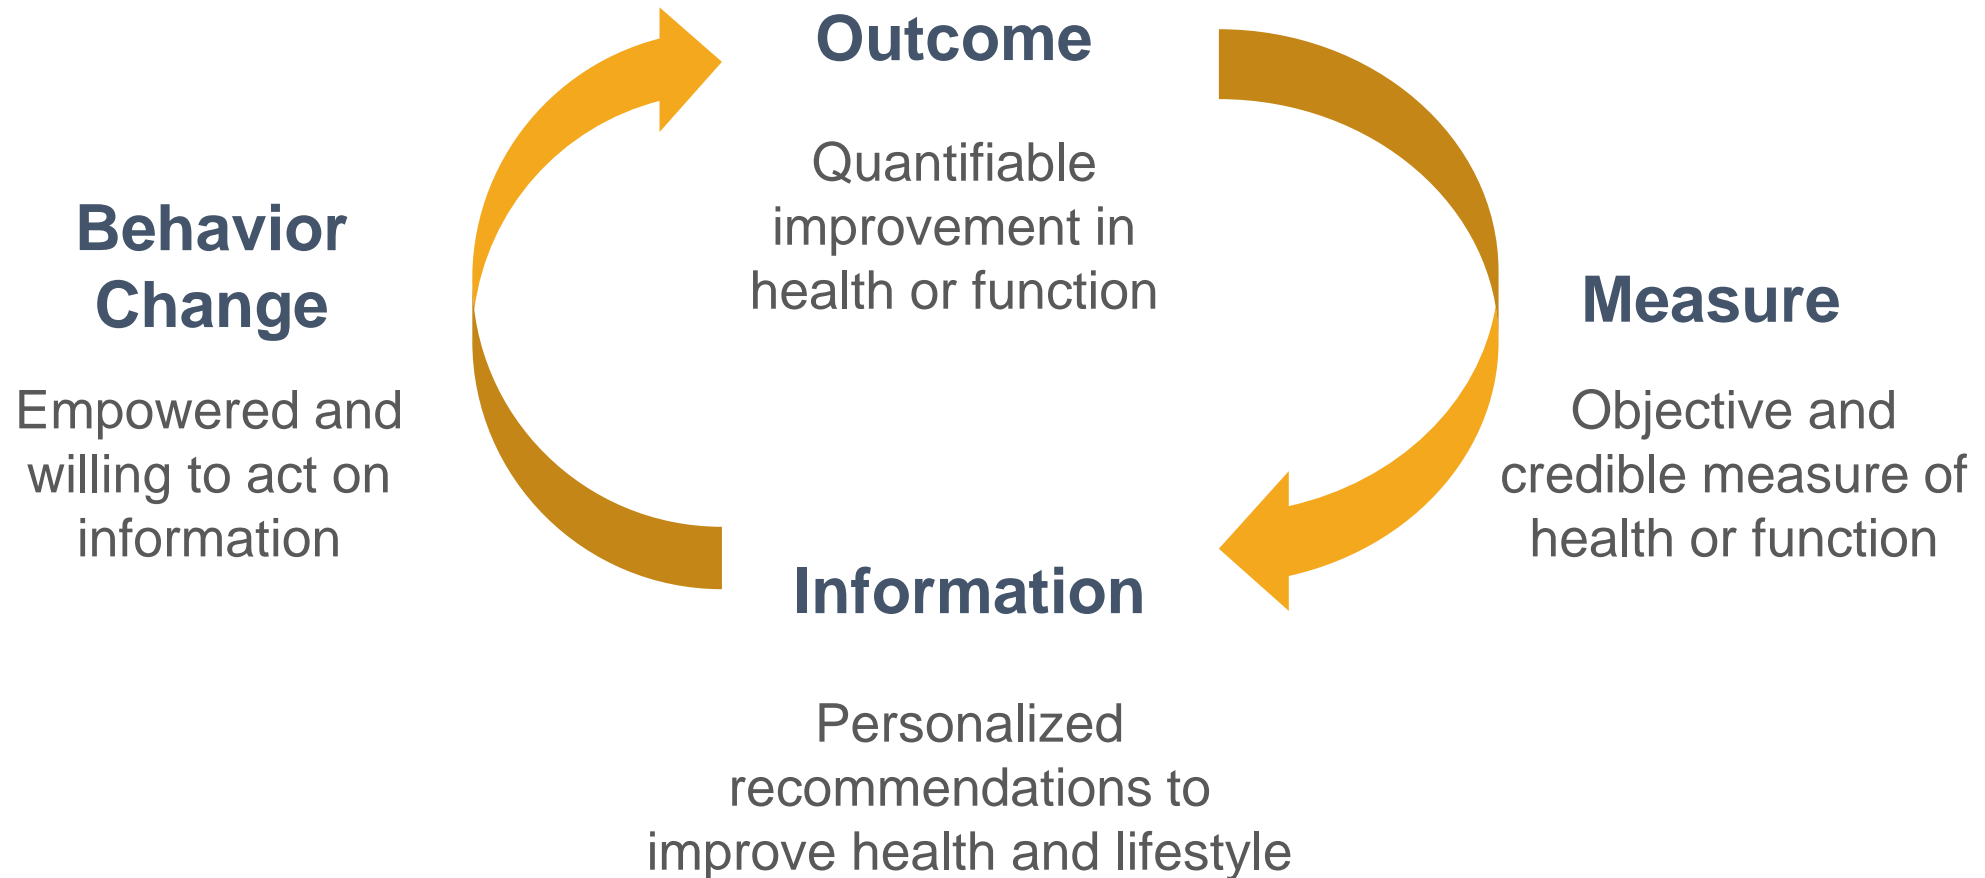 Outcome
Quantifiable
improvement in
health or function
Measure
Objective and
credible measure of
health or function
Information
Personalized
recommendations to
improve health and lifestyle
Behavior
Change
Empowered and
willing to act on
information